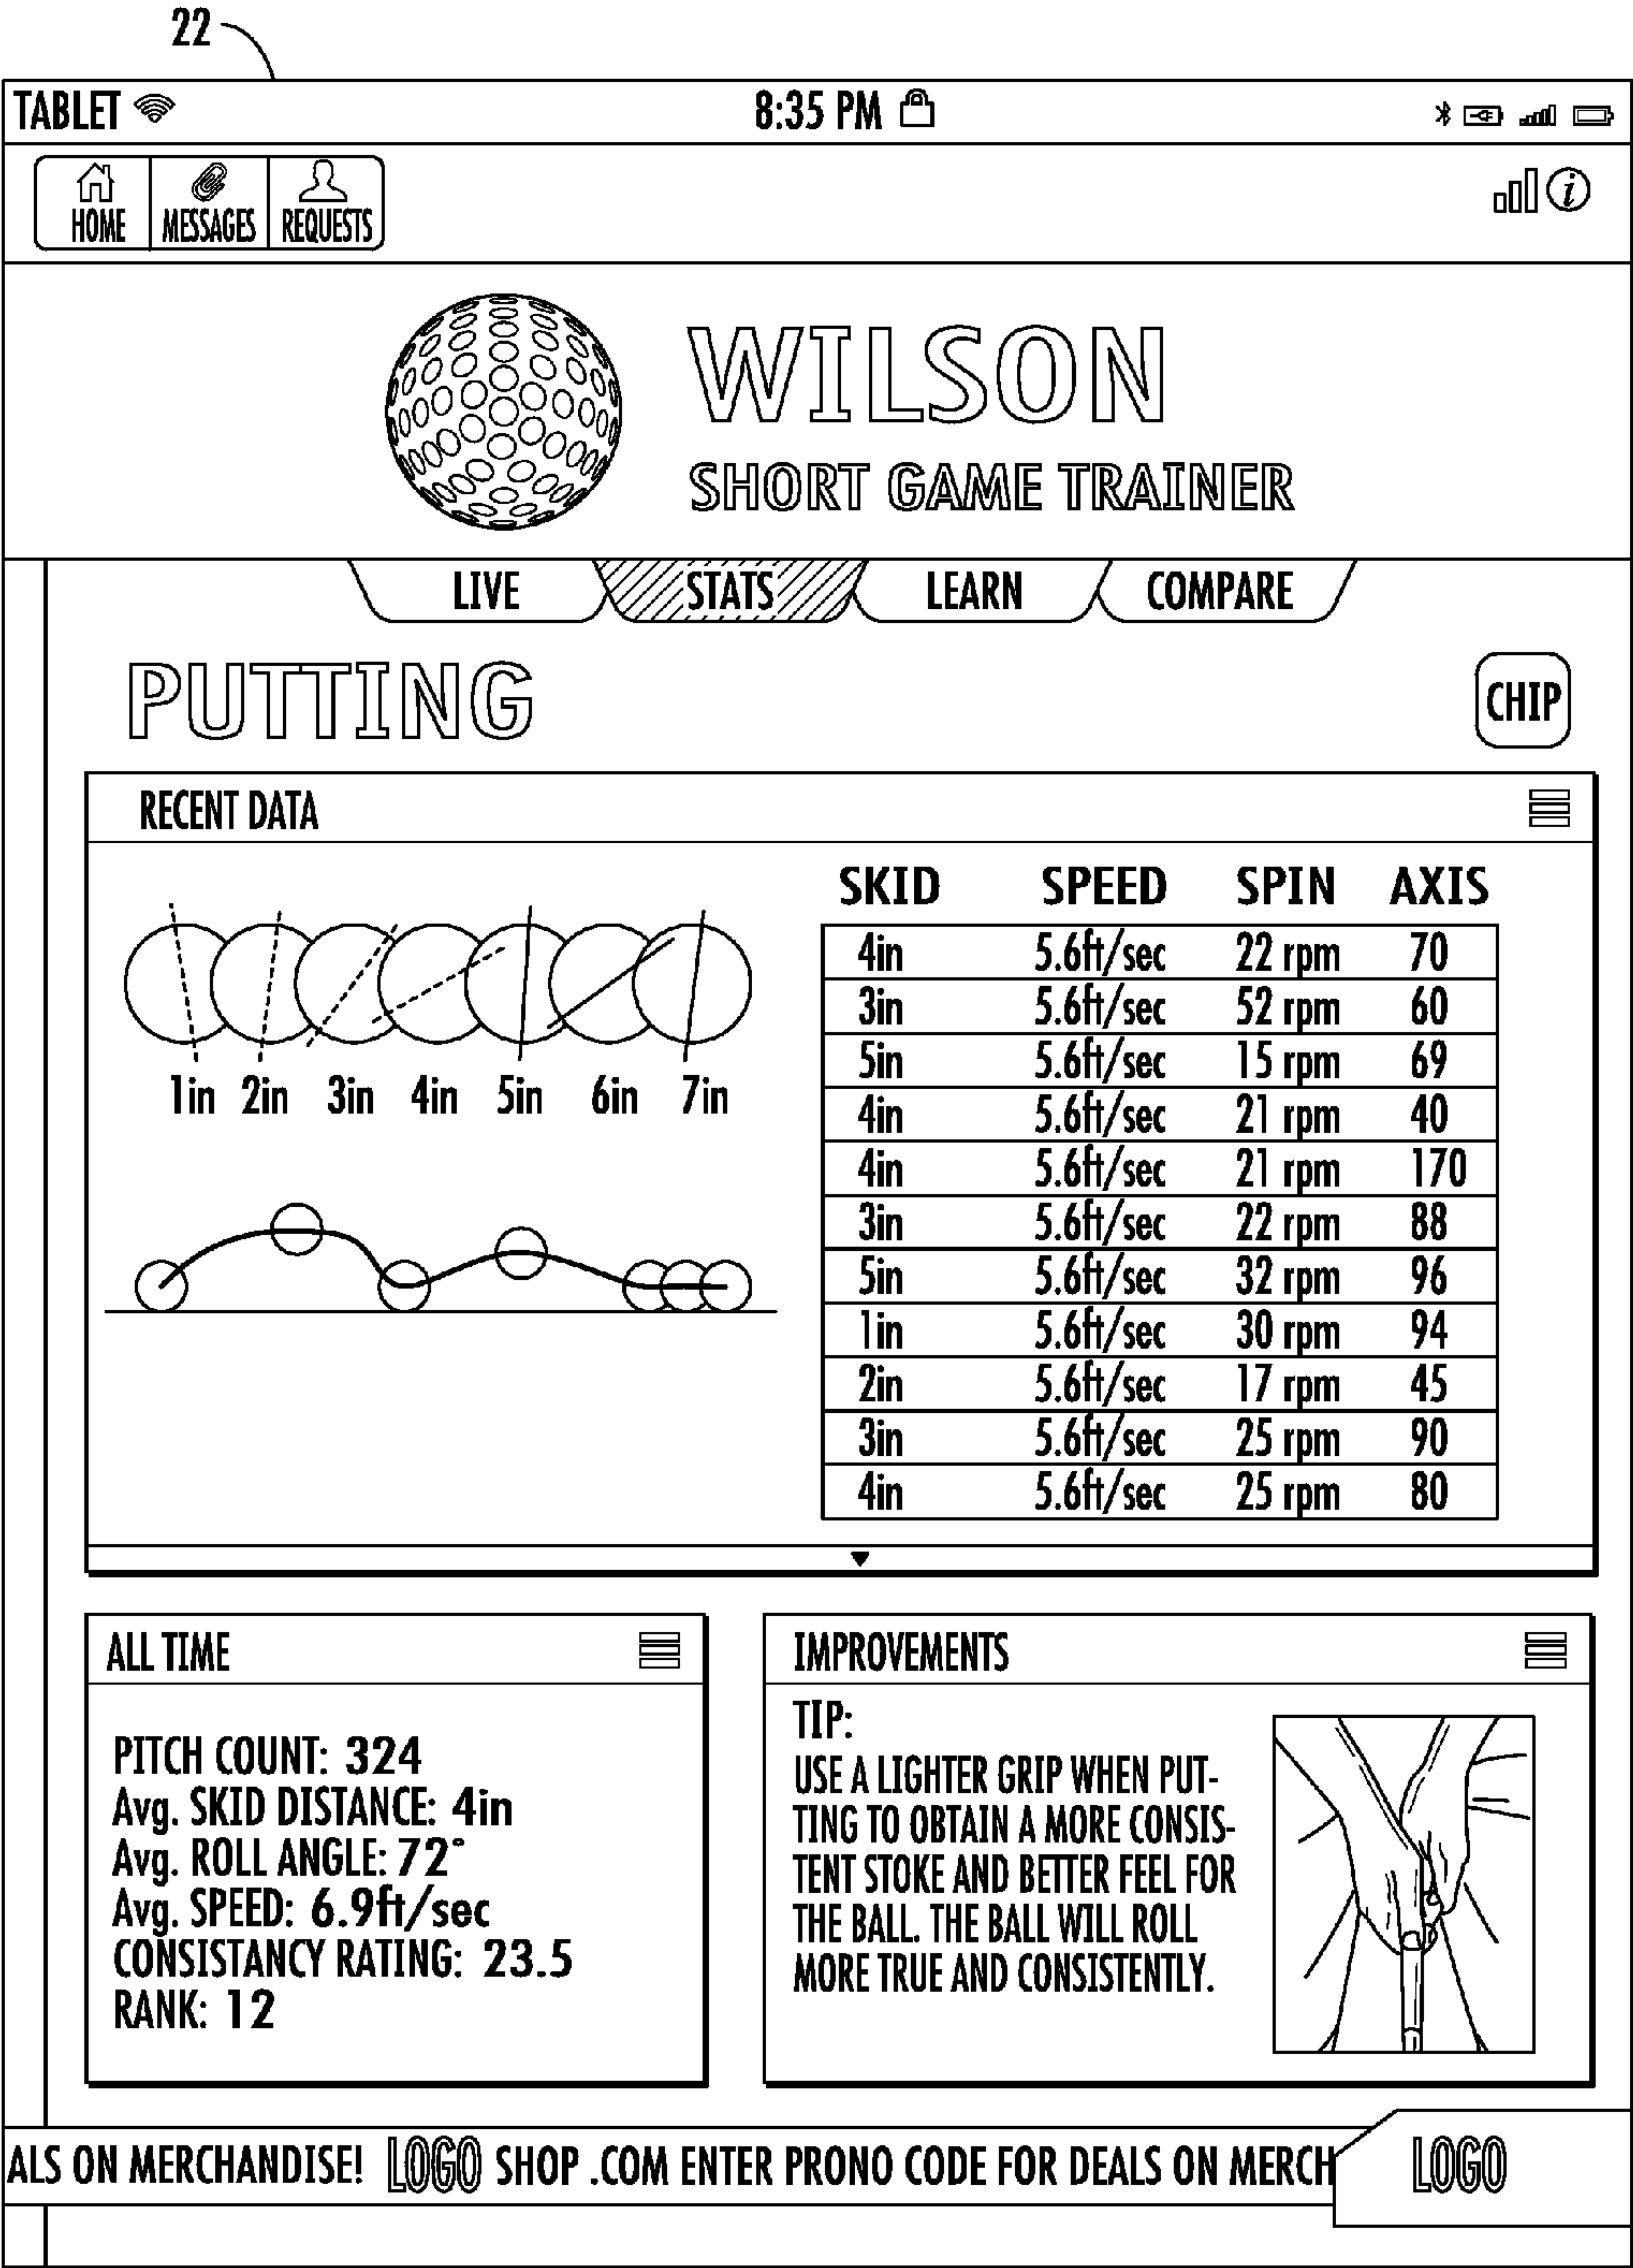 22
TABLET 8:35 PM
HOME MESSAGES REQUESTS
WILSON
SHORT GAME TRAINER
LIVE STATS LEARN COMPARE
PUTTING CHIP
RECENT DATA
1in 2in 3in 4in 5in 6in 7in
SKID SPEED SPIN AXIS
4in 5.6ft/sec 22 rpm 70
3in 5.6ft/sec 52 rpm 60
5in 5.6ft/sec 15 rpm 69
4in 5.6ft/sec 21 rpm 40
4in 5.6ft/sec 21 rpm 170
3in 5.6ft/sec 22 rpm 88
5in 5.6ft/sec 32 rpm 96
1in 5.6ft/sec 30 rpm 94
2in 5.6ft/sec 17 rpm 45
3in 5.6ft/sec 25 rpm 90
4in 5.6ft/sec 25 rpm 80
ALL TIME
PITCH COUNT: 324
Avg. SKID DISTANCE: 4in
Avg. ROLL ANGLE: 72°
Avg. SPEED: 6.9ft/sec
CONSISTANCY RATING: 23.5
RANK: 12
IMPROVEMENTS
TIP:
USE A LIGHTER GRIP WHEN PUT-
TING TO OBTAIN A MORE CONSIS-
TENT STOKE AND BETTER FEEL FOR
THE BALL. THE BALL WILL ROLL
MORE TRUE AND CONSISTENTLY.
ALS ON MERCHANDISE! LOGO SHOP .COM ENTER PRONO CODE FOR DEALS ON MERCH LOGO